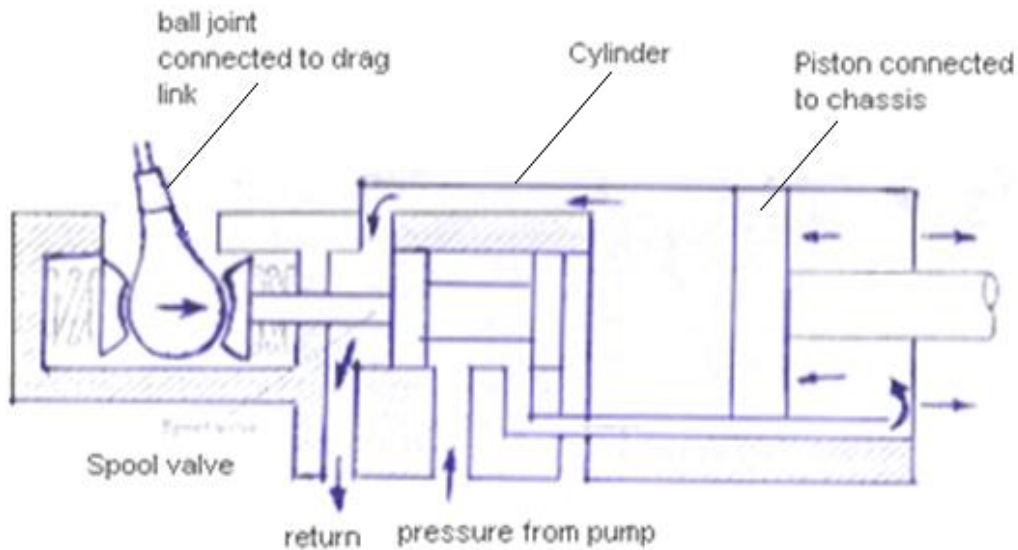 ball joint
connected to drag
link
Cylinder
Piston connected
to chassis
Spool valve
return
pressure from pump